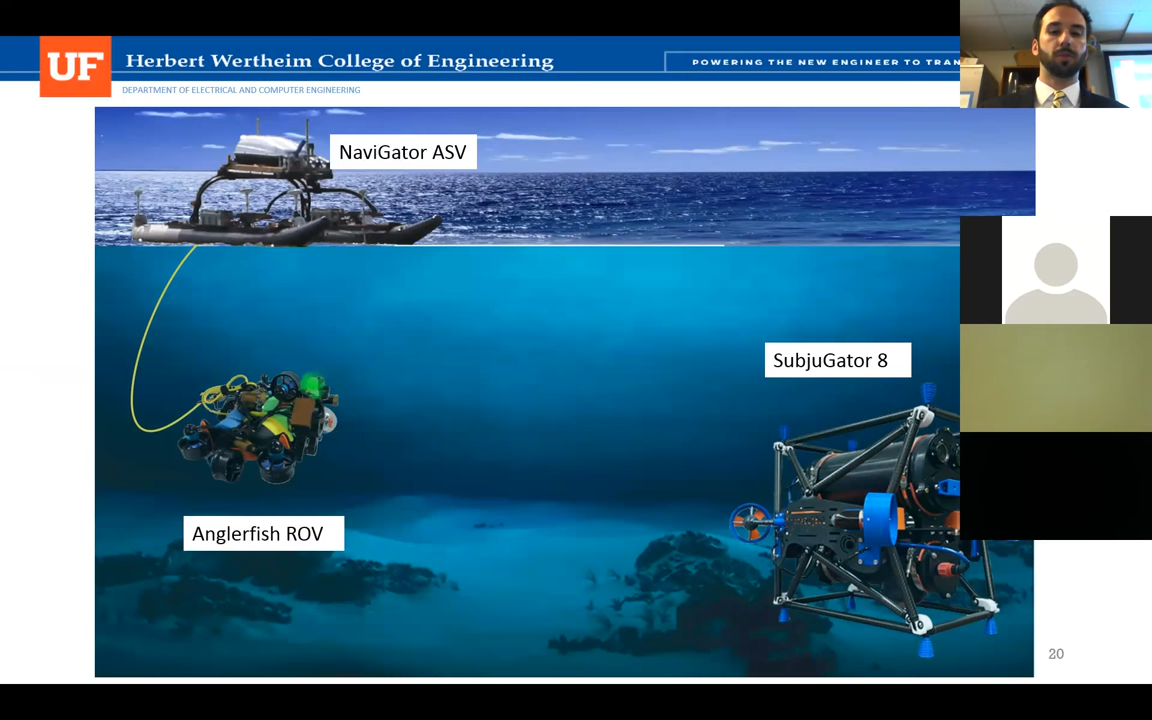 UF
Herbert Wertheim College of Engineering
POWERING THE NEW ENGINEER TO TRAN
DEPARTMENT OF ELECTRICAL AND COMPUTER ENGINEERING
NaviGator ASV
SubjuGator 8
Anglerfish ROV
20